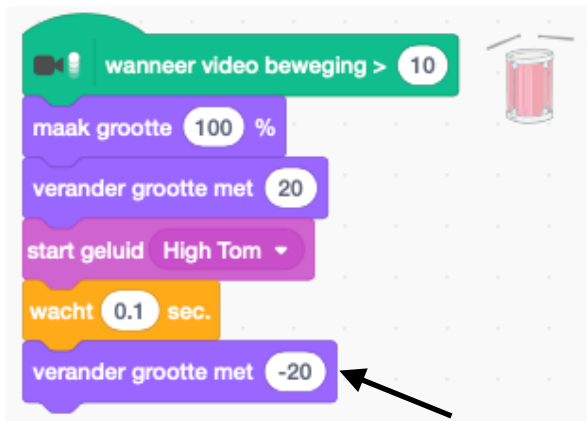 wanneer video beweging > 10
maak grootte 100 %
verander grootte met 20
start geluid High Tom
wacht 0.1 sec.
verander grootte met -20